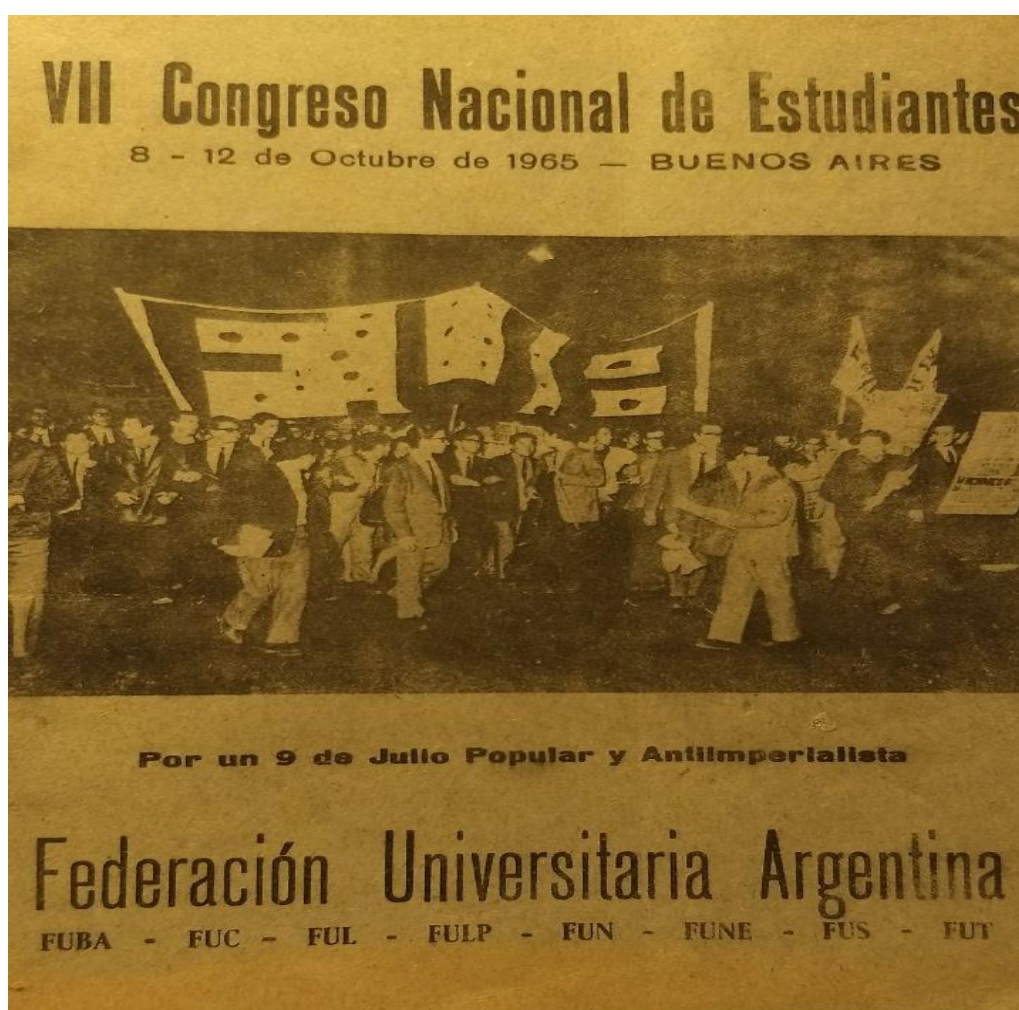 VII Congreso Nacional de Estudiantes
8 - 12 de Octubre de 1965 — BUENOS AIRES
Por un 9 de Julio Popular y Antiimperialista
Federación Universitaria Argentina
FUBA - FUC - FUL - FULP - FUN - FUNE - FUS - FUT